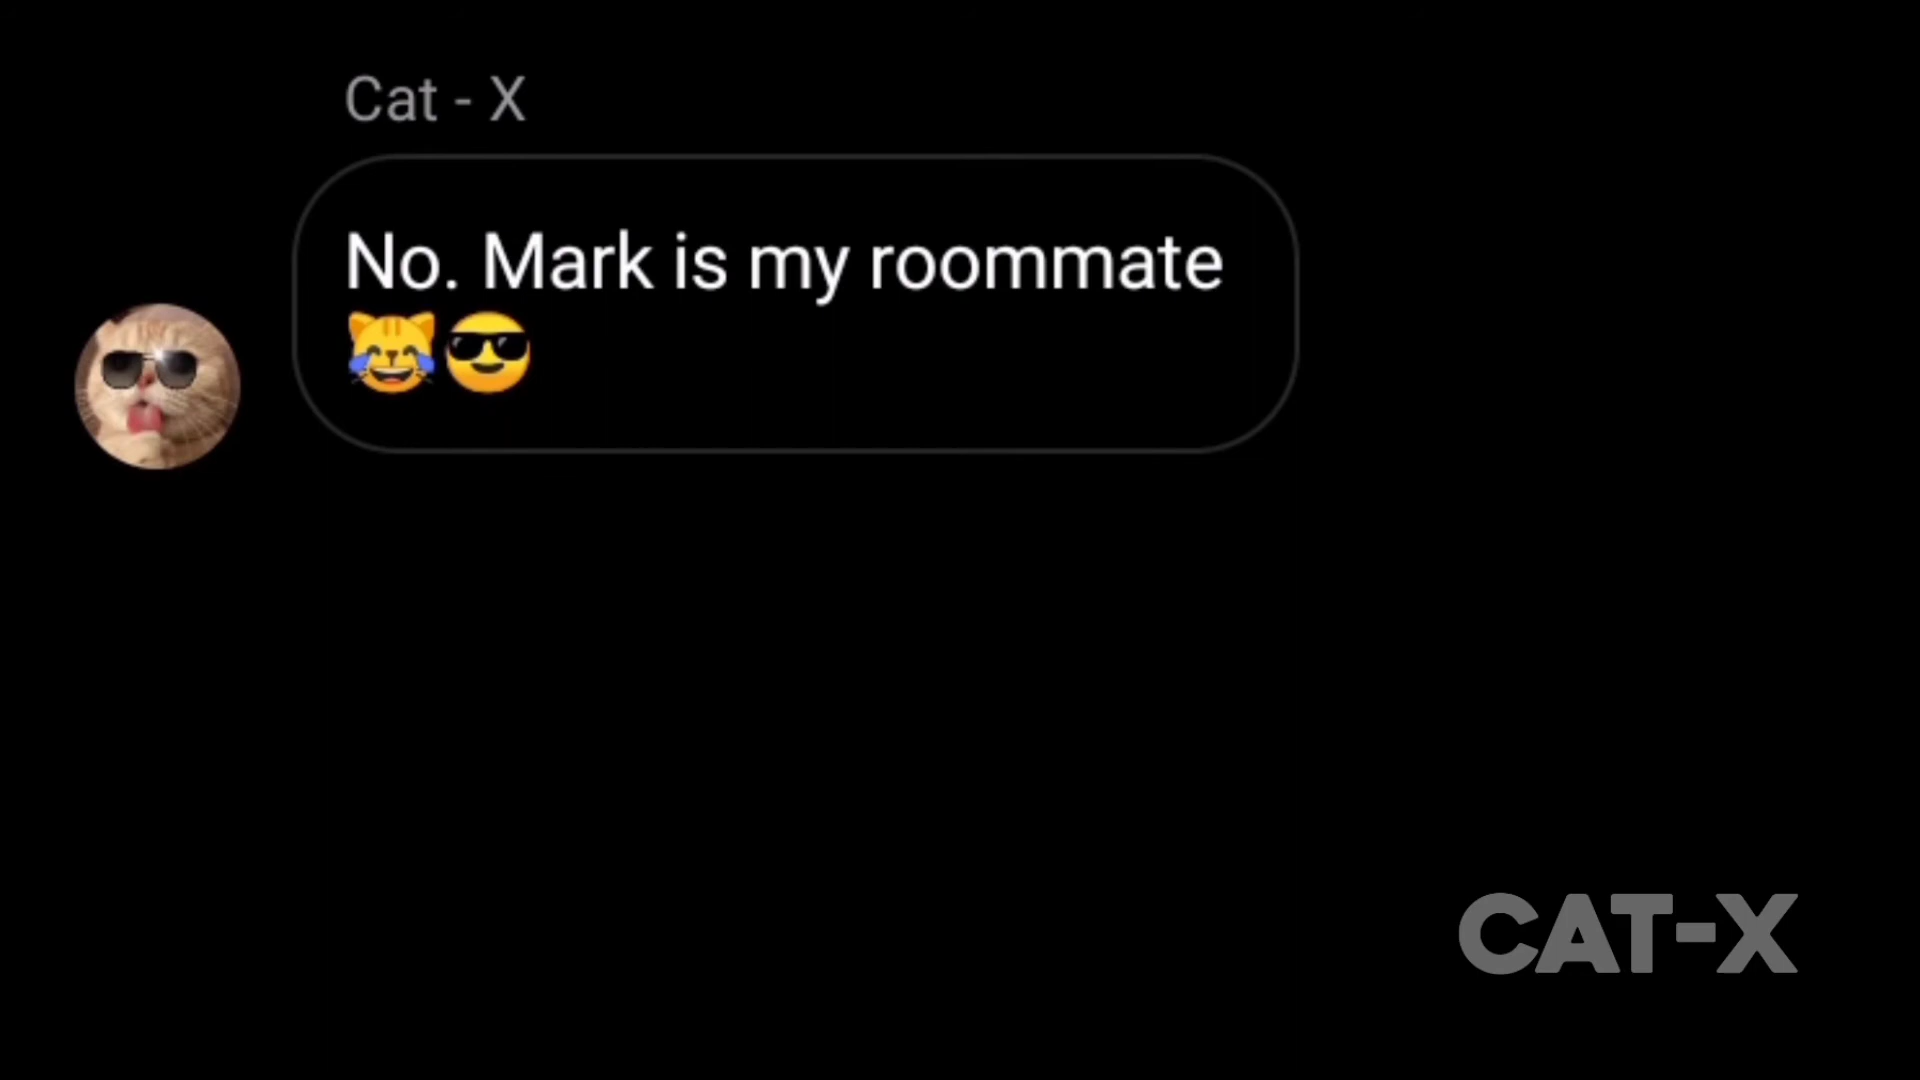 Cat - X
No. Mark is my roommate
😹😎
CAT-X